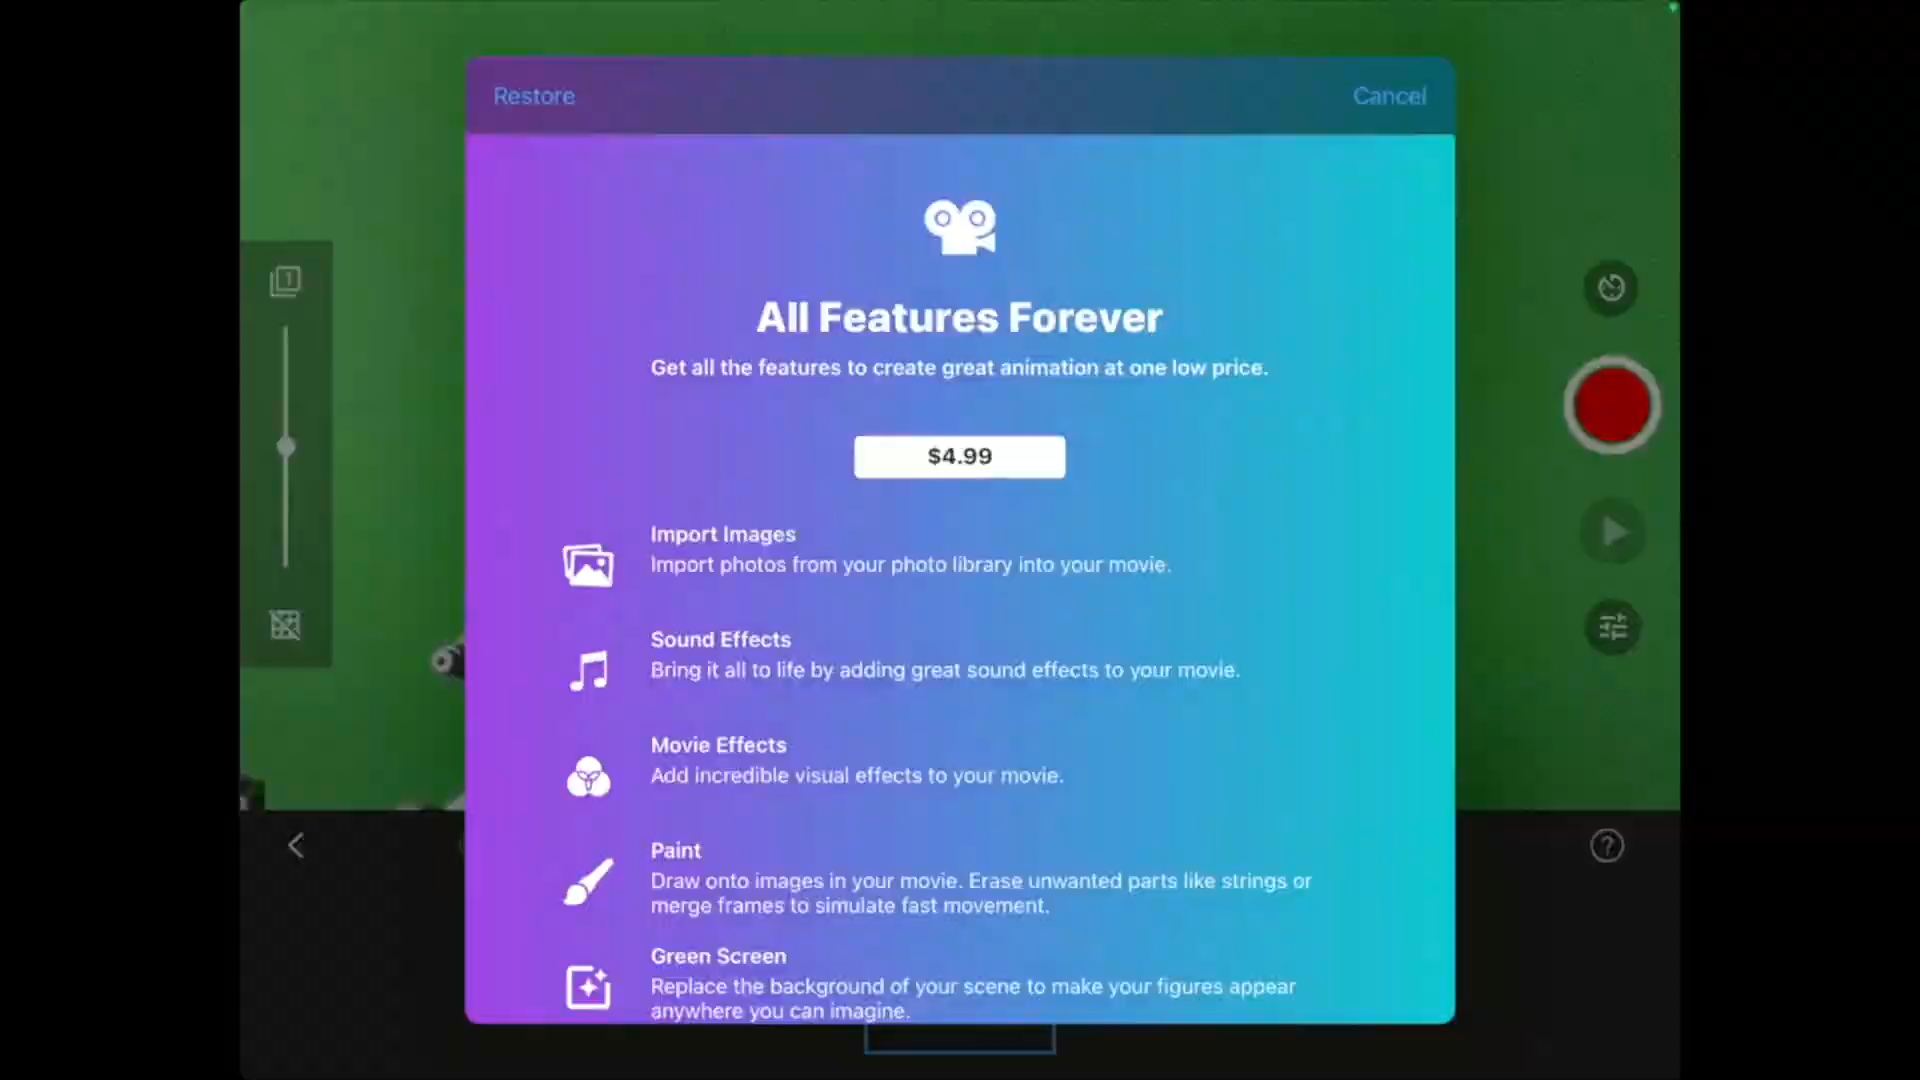 Restore
Cancel
1
All Features Forever
Get all the features to create great animation at one low price.
$4.99
Import Images
Import photos from your photo library into your movie.
Sound Effects
Bring it all to life by adding great sound effects to your movie.
Movie Effects
Add incredible visual effects to your movie.
Paint
Draw onto images in your movie. Erase unwanted parts like strings or
merge frames to simulate fast movement.
Green Screen
Replace the background of your scene to make your figures appear
anywhere you can imagine.
?